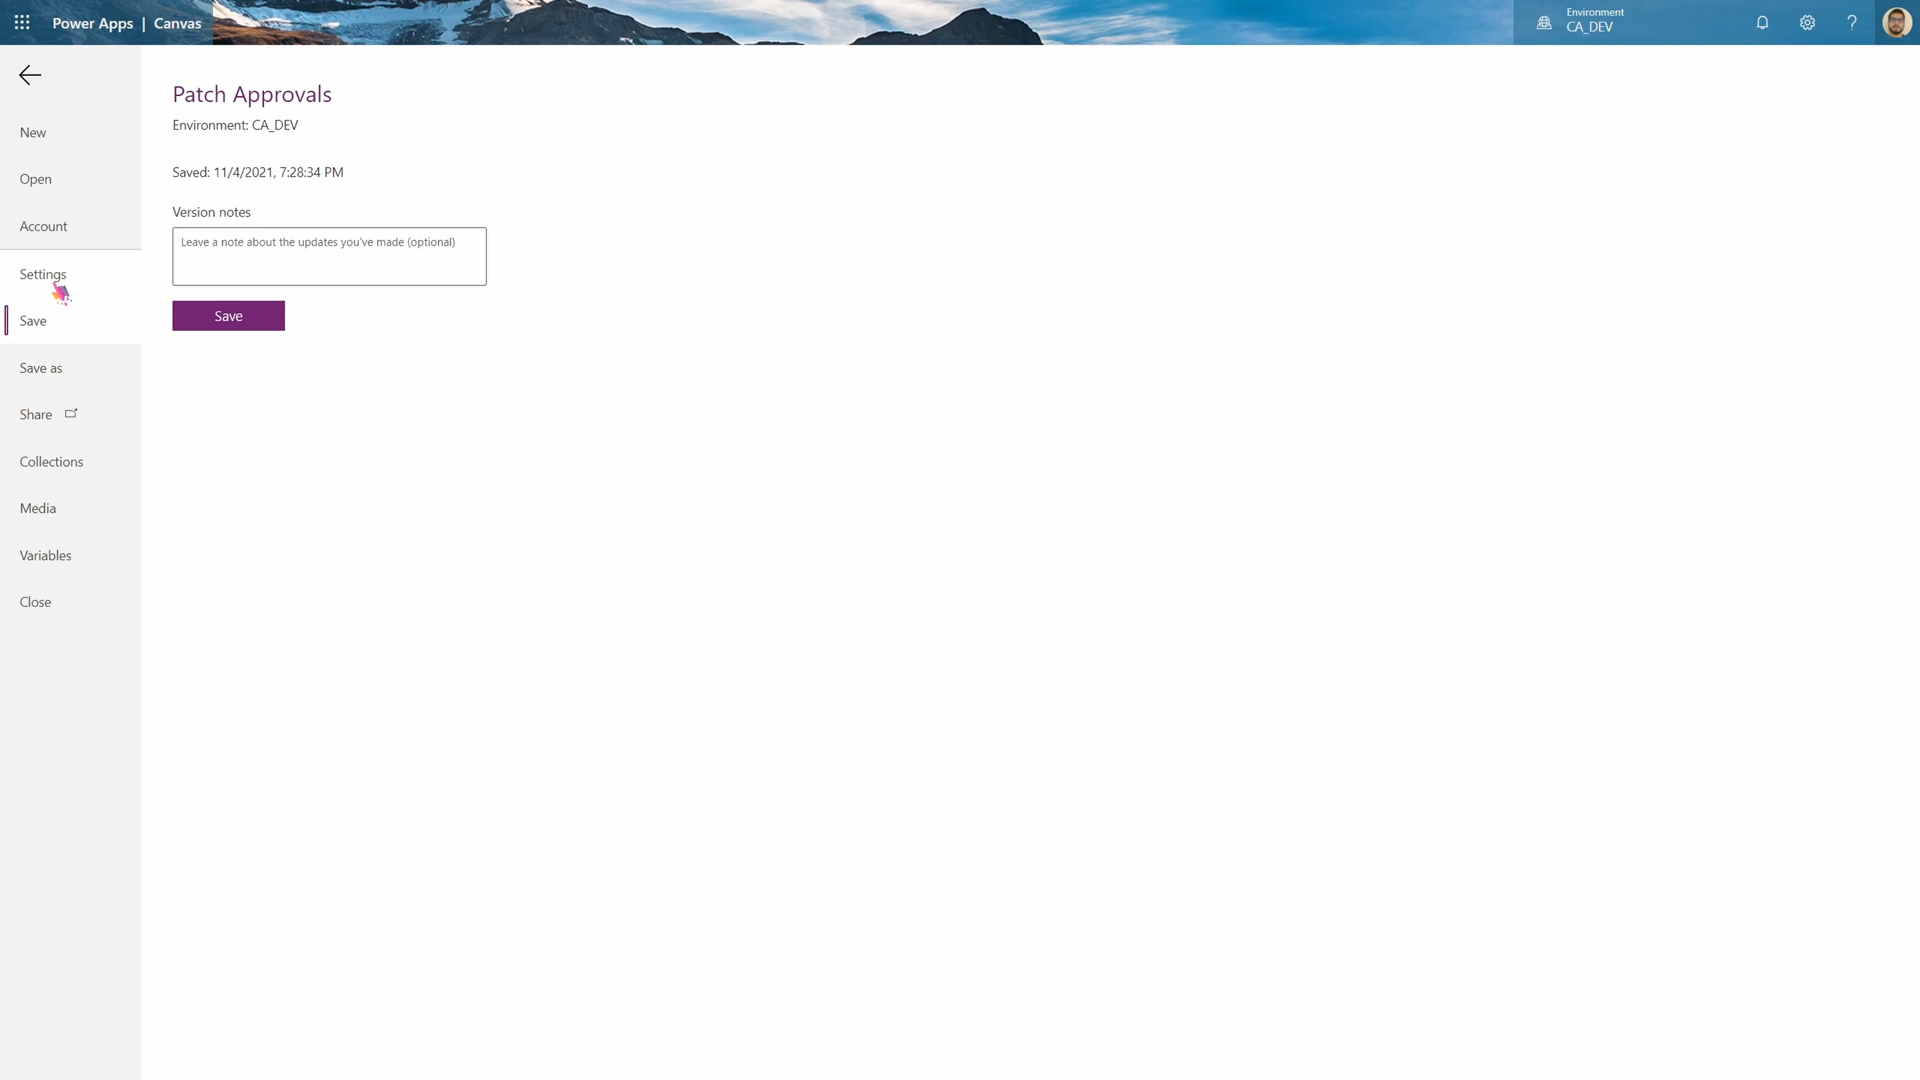 Power Apps | Canvas
Environment
CA_DEV
New
Open
Account
Settings
Save
Save as
Share
Collections
Media
Variables
Close
Patch Approvals
Environment: CA_DEV
Saved: 11/4/2021, 7:28:34 PM
Version notes
Leave a note about the updates you've made (optional)
Save